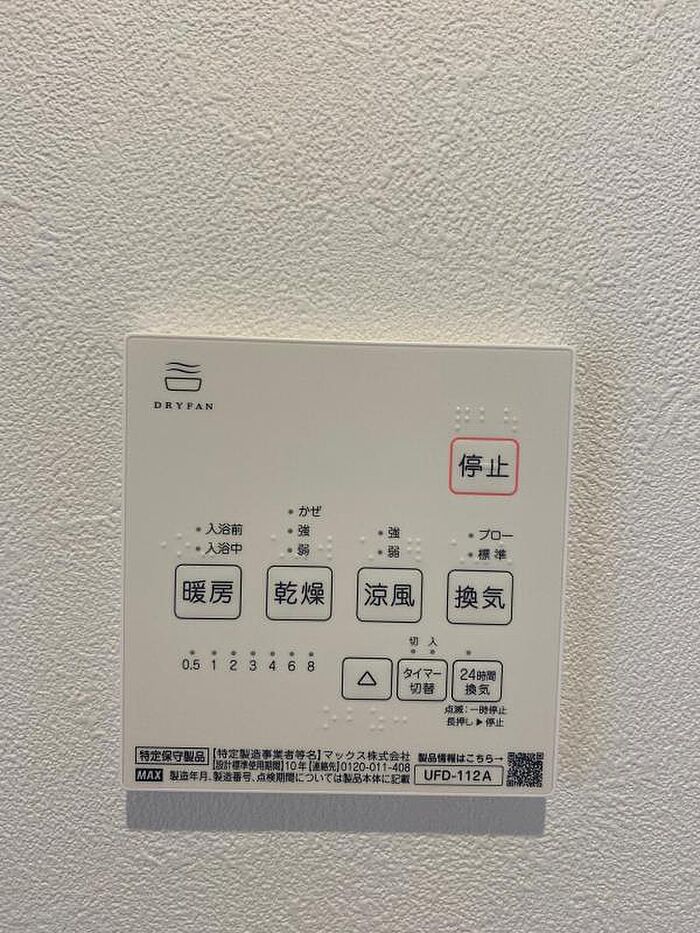 DRYFAN
停止
入浴前
入浴中
かぜ
強
弱
強
弱
ブロー
標準
暖房
乾燥
涼風
換気
0.5 1 2 3 4 6 8
△
切 入
タイマー
切替
24時間
換気
点滅:一時停止
長押し▶停止
特定保守製品 【特定製造事業者等名】マックス株式会社
【設計標準使用期間】10年【連絡先】0120-011-408
MAX 製造年月、製造番号、点検期間については製品本体に記載
製品情報はこちら→
UFD-112A